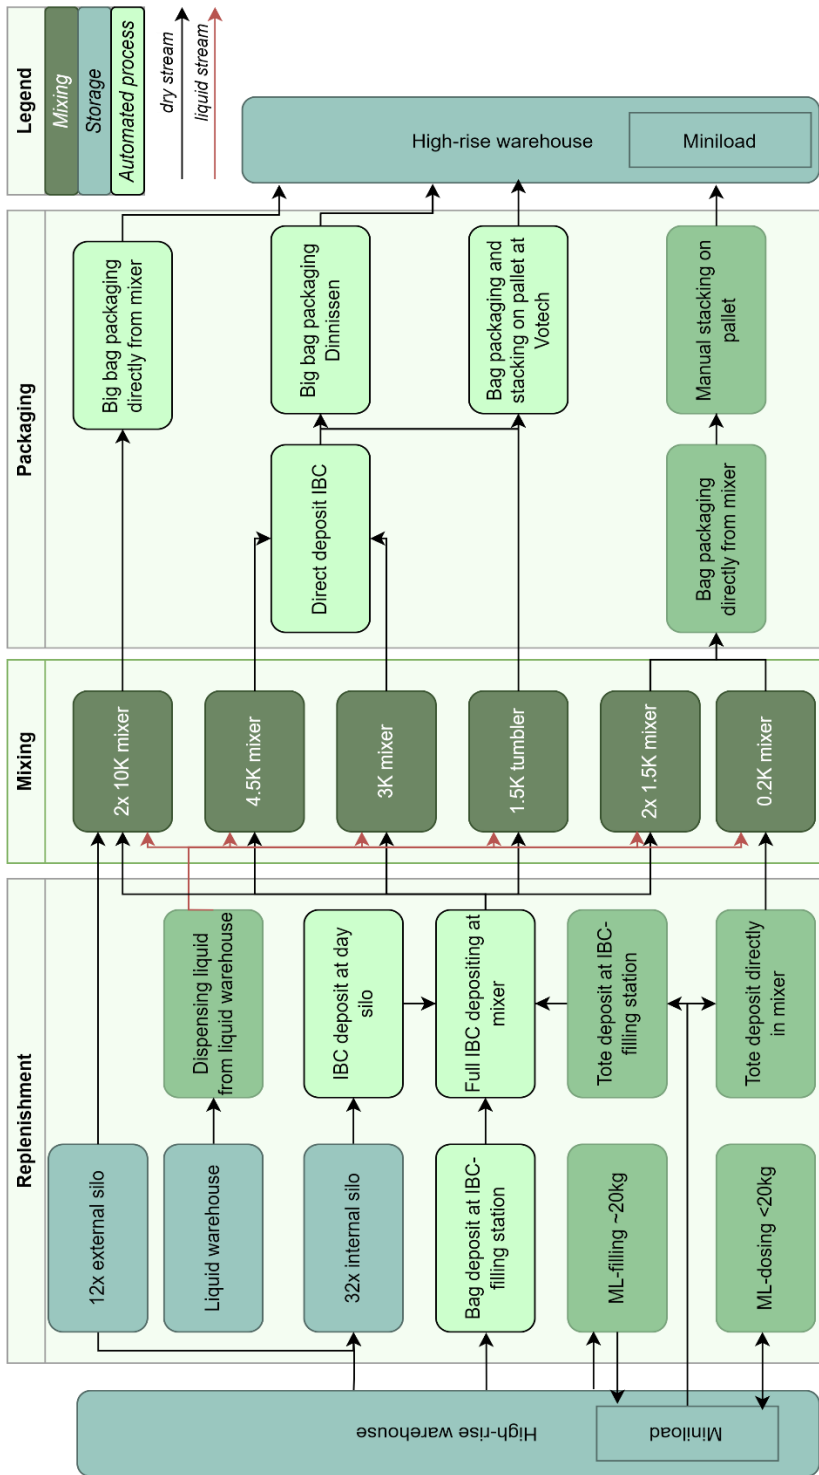 Replenishment
Mixing
Packaging
Legend
Mixing
Storage
Automated process
dry stream
liquid stream
High-rise warehouse
Miniload
12x external silo
Liquid warehouse
32x internal silo
Bag deposit at IBC-
filling station
ML-filling ~20kg
ML-dosing <20kg
Dispensing liquid
from liquid warehouse
IBC deposit at day
silo
Full IBC depositing at
mixer
Tote deposit at IBC-
filling station
Tote deposit directly
in mixer
2x 10K mixer
4.5K mixer
3K mixer
1.5K tumbler
2x 1.5K mixer
0.2K mixer
Direct deposit IBC
Bag packaging
directly from mixer
Big bag packaging
directly from mixer
Big bag packaging
Dinnissen
Bag packaging and
stacking on pallet at
Votech
Manual stacking on
pallet
High-rise warehouse
Miniload